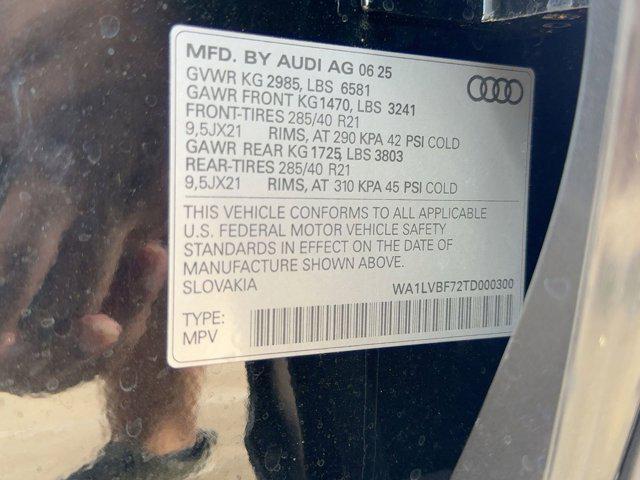 MFD. BY AUDI AG 06 25
GVWR KG 2985, LBS 6581
GAWR FRONT KG1470, LBS 3241
FRONT-TIRES 285/40 R21
9,5JX21 RIMS, AT 290 KPA 42 PSI COLD
GAWR REAR KG 1725, LBS 3803
REAR-TIRES 285/40 R21
9,5JX21 RIMS, AT 310 KPA 45 PSI COLD
THIS VEHICLE CONFORMS TO ALL APPLICABLE
U.S. FEDERAL MOTOR VEHICLE SAFETY
STANDARDS IN EFFECT ON THE DATE OF
MANUFACTURE SHOWN ABOVE.
SLOVAKIA WA1LVBF72TD000300
TYPE:
MPV